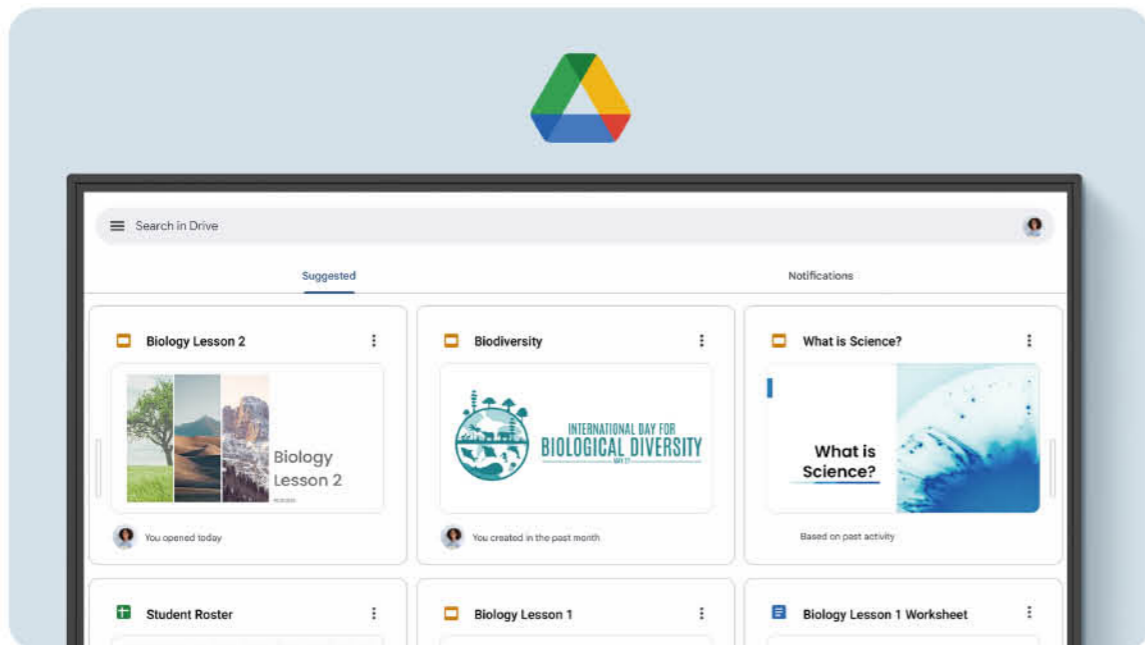 Search in Drive
Suggested
Notifications
Biology Lesson 2
Biodiversity
What is Science?
Biology
Lesson 2
INTERNATIONAL DAY FOR
BIOLOGICAL DIVERSITY
MAY 22
What is
Science?
You opened today
You created in the past month
Based on past activity
Student Roster
Biology Lesson 1
Biology Lesson 1 Worksheet